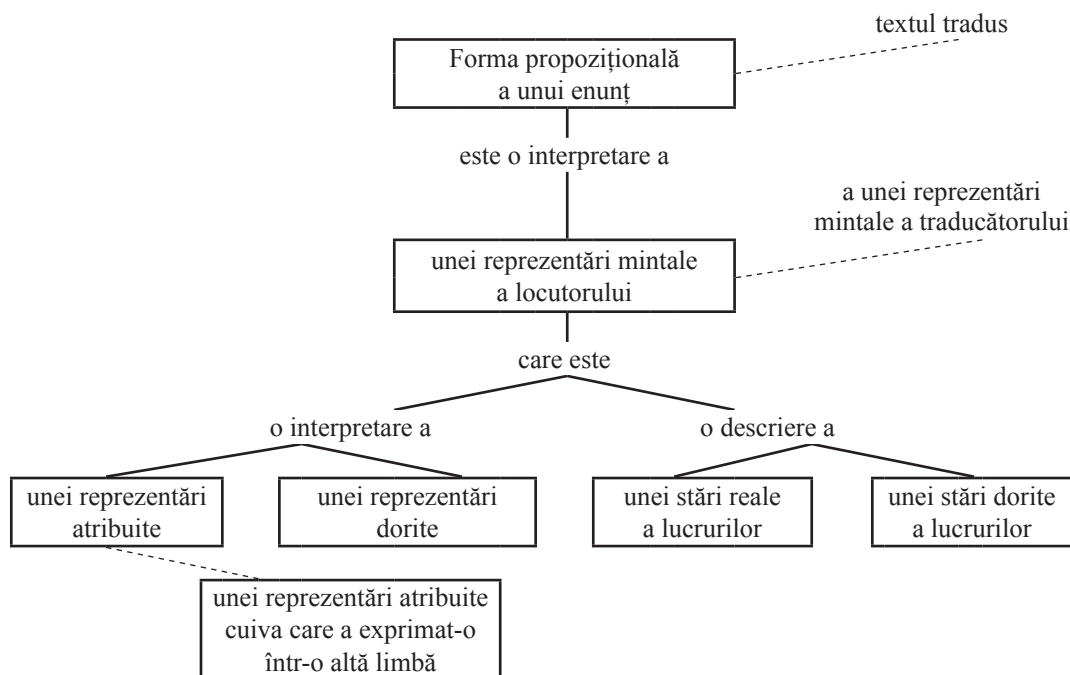 textul tradus
Forma propozițională
a unui enunț
este o interpretare a
a unei reprezentări
mintale a traducătorului
unei reprezentări mintale
a locutorului
care este
o interpretare a
o descriere a
unei reprezentări
atribuite
unei reprezentări
dorite
unei stări reale
a lucrurilor
unei stări dorite
a lucrurilor
unei reprezentări atribuite
cuiva care a exprimat-o
într-o altă limbă